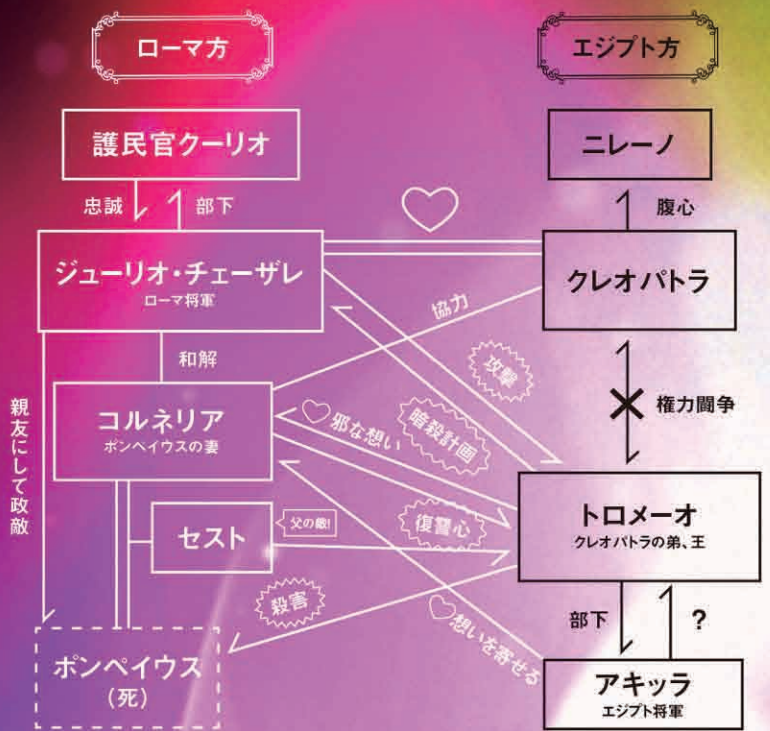 ローマ方
エジプト方
護民官クーリオ
ニレーノ
忠誠
部下
腹心
ジューリオ・チェーザレ
ローマ将軍
クレオパトラ
協力
和解
攻撃
親友にして政敵
コルネリア
ポンペイウスの妻
邪な想い
暗殺計画
権力闘争
セスト
父の敵!
復讐心
トロメーオ
クレオパトラの弟、王
殺害
想いを寄せる
部下
?
ポンペイウス
(死)
アキッラ
エジプト将軍